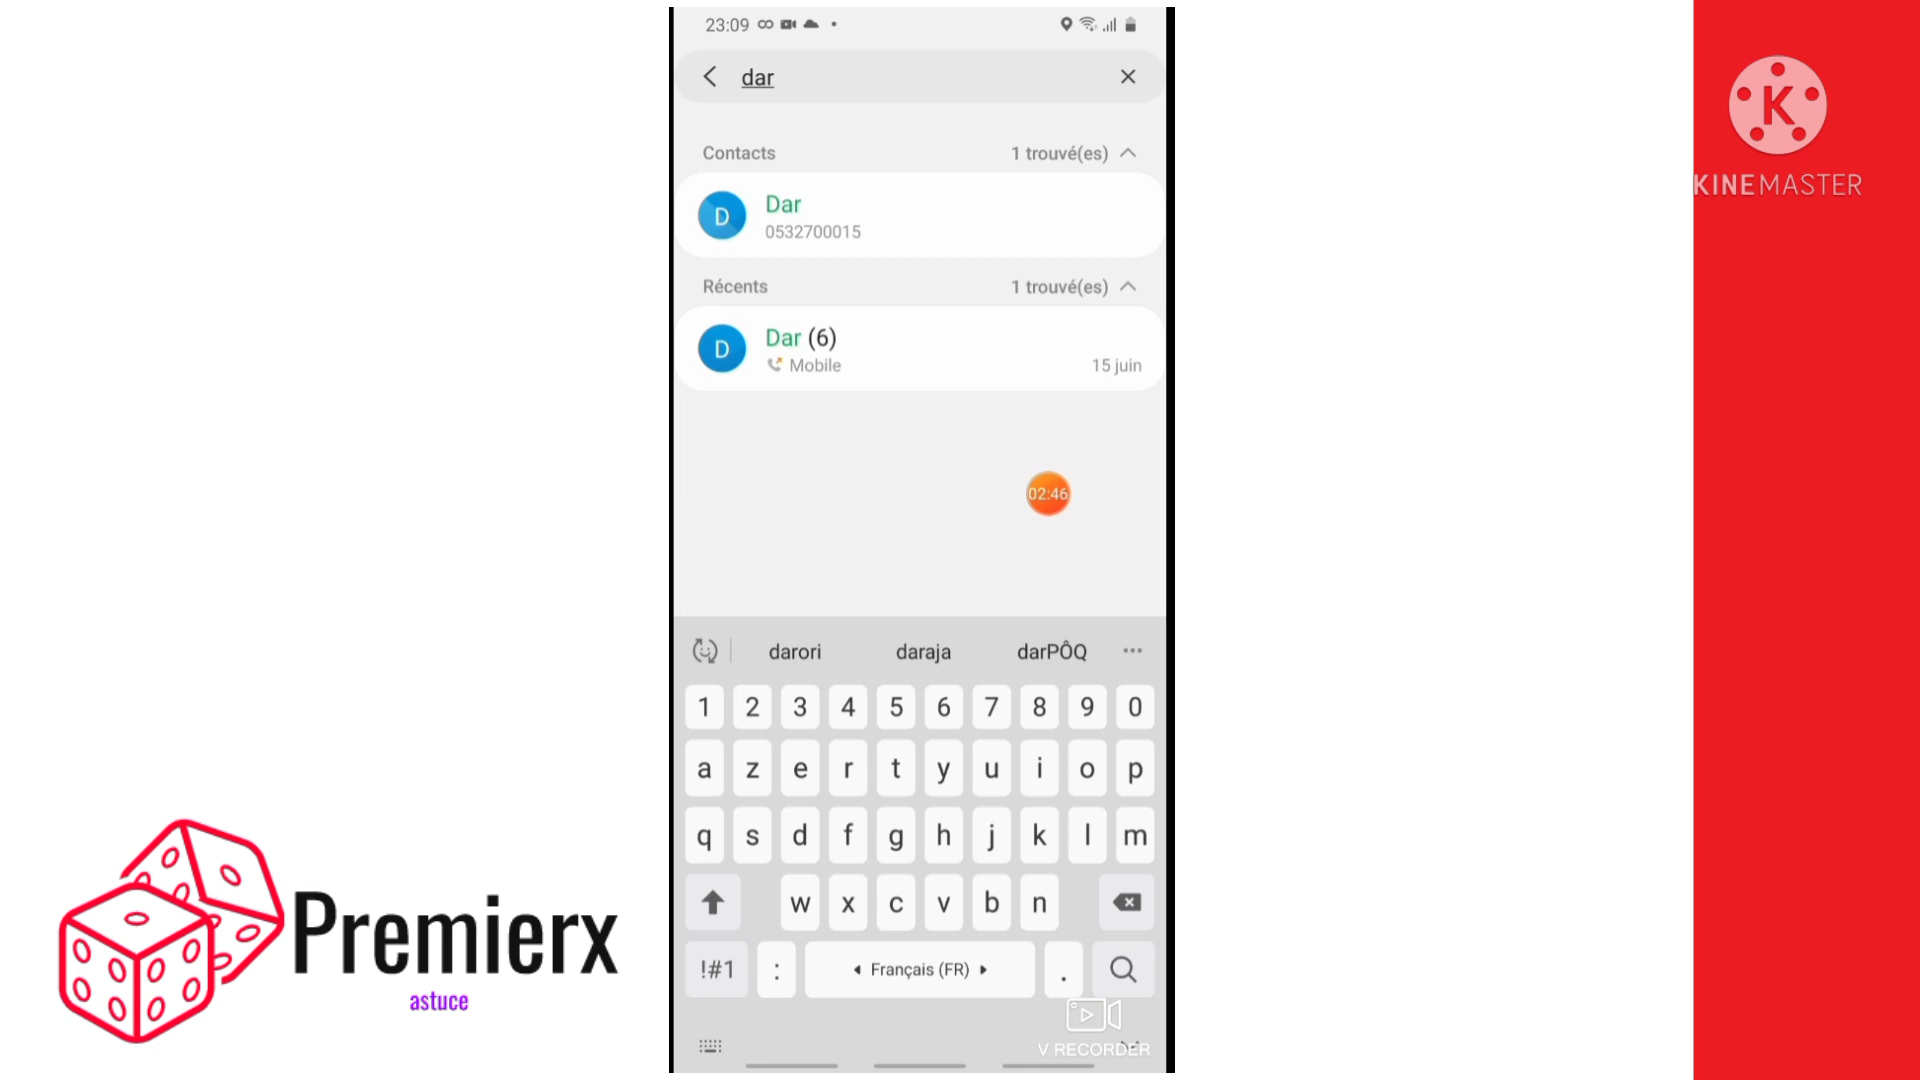 23:09
dar
Contacts
1 trouvé(es)
D
Dar
0532700015
Récents
1 trouvé(es)
D
Dar (6)
Mobile
15 juin
02:46
darori daraja darPÔQ
1 2 3 4 5 6 7 8 9 0
a z e r t y u i o p
q s d f g h j k l m
w x c v b n
!#1 : Français (FR) .
V RECORDER
K
KINEMASTER
Premierx
astuce